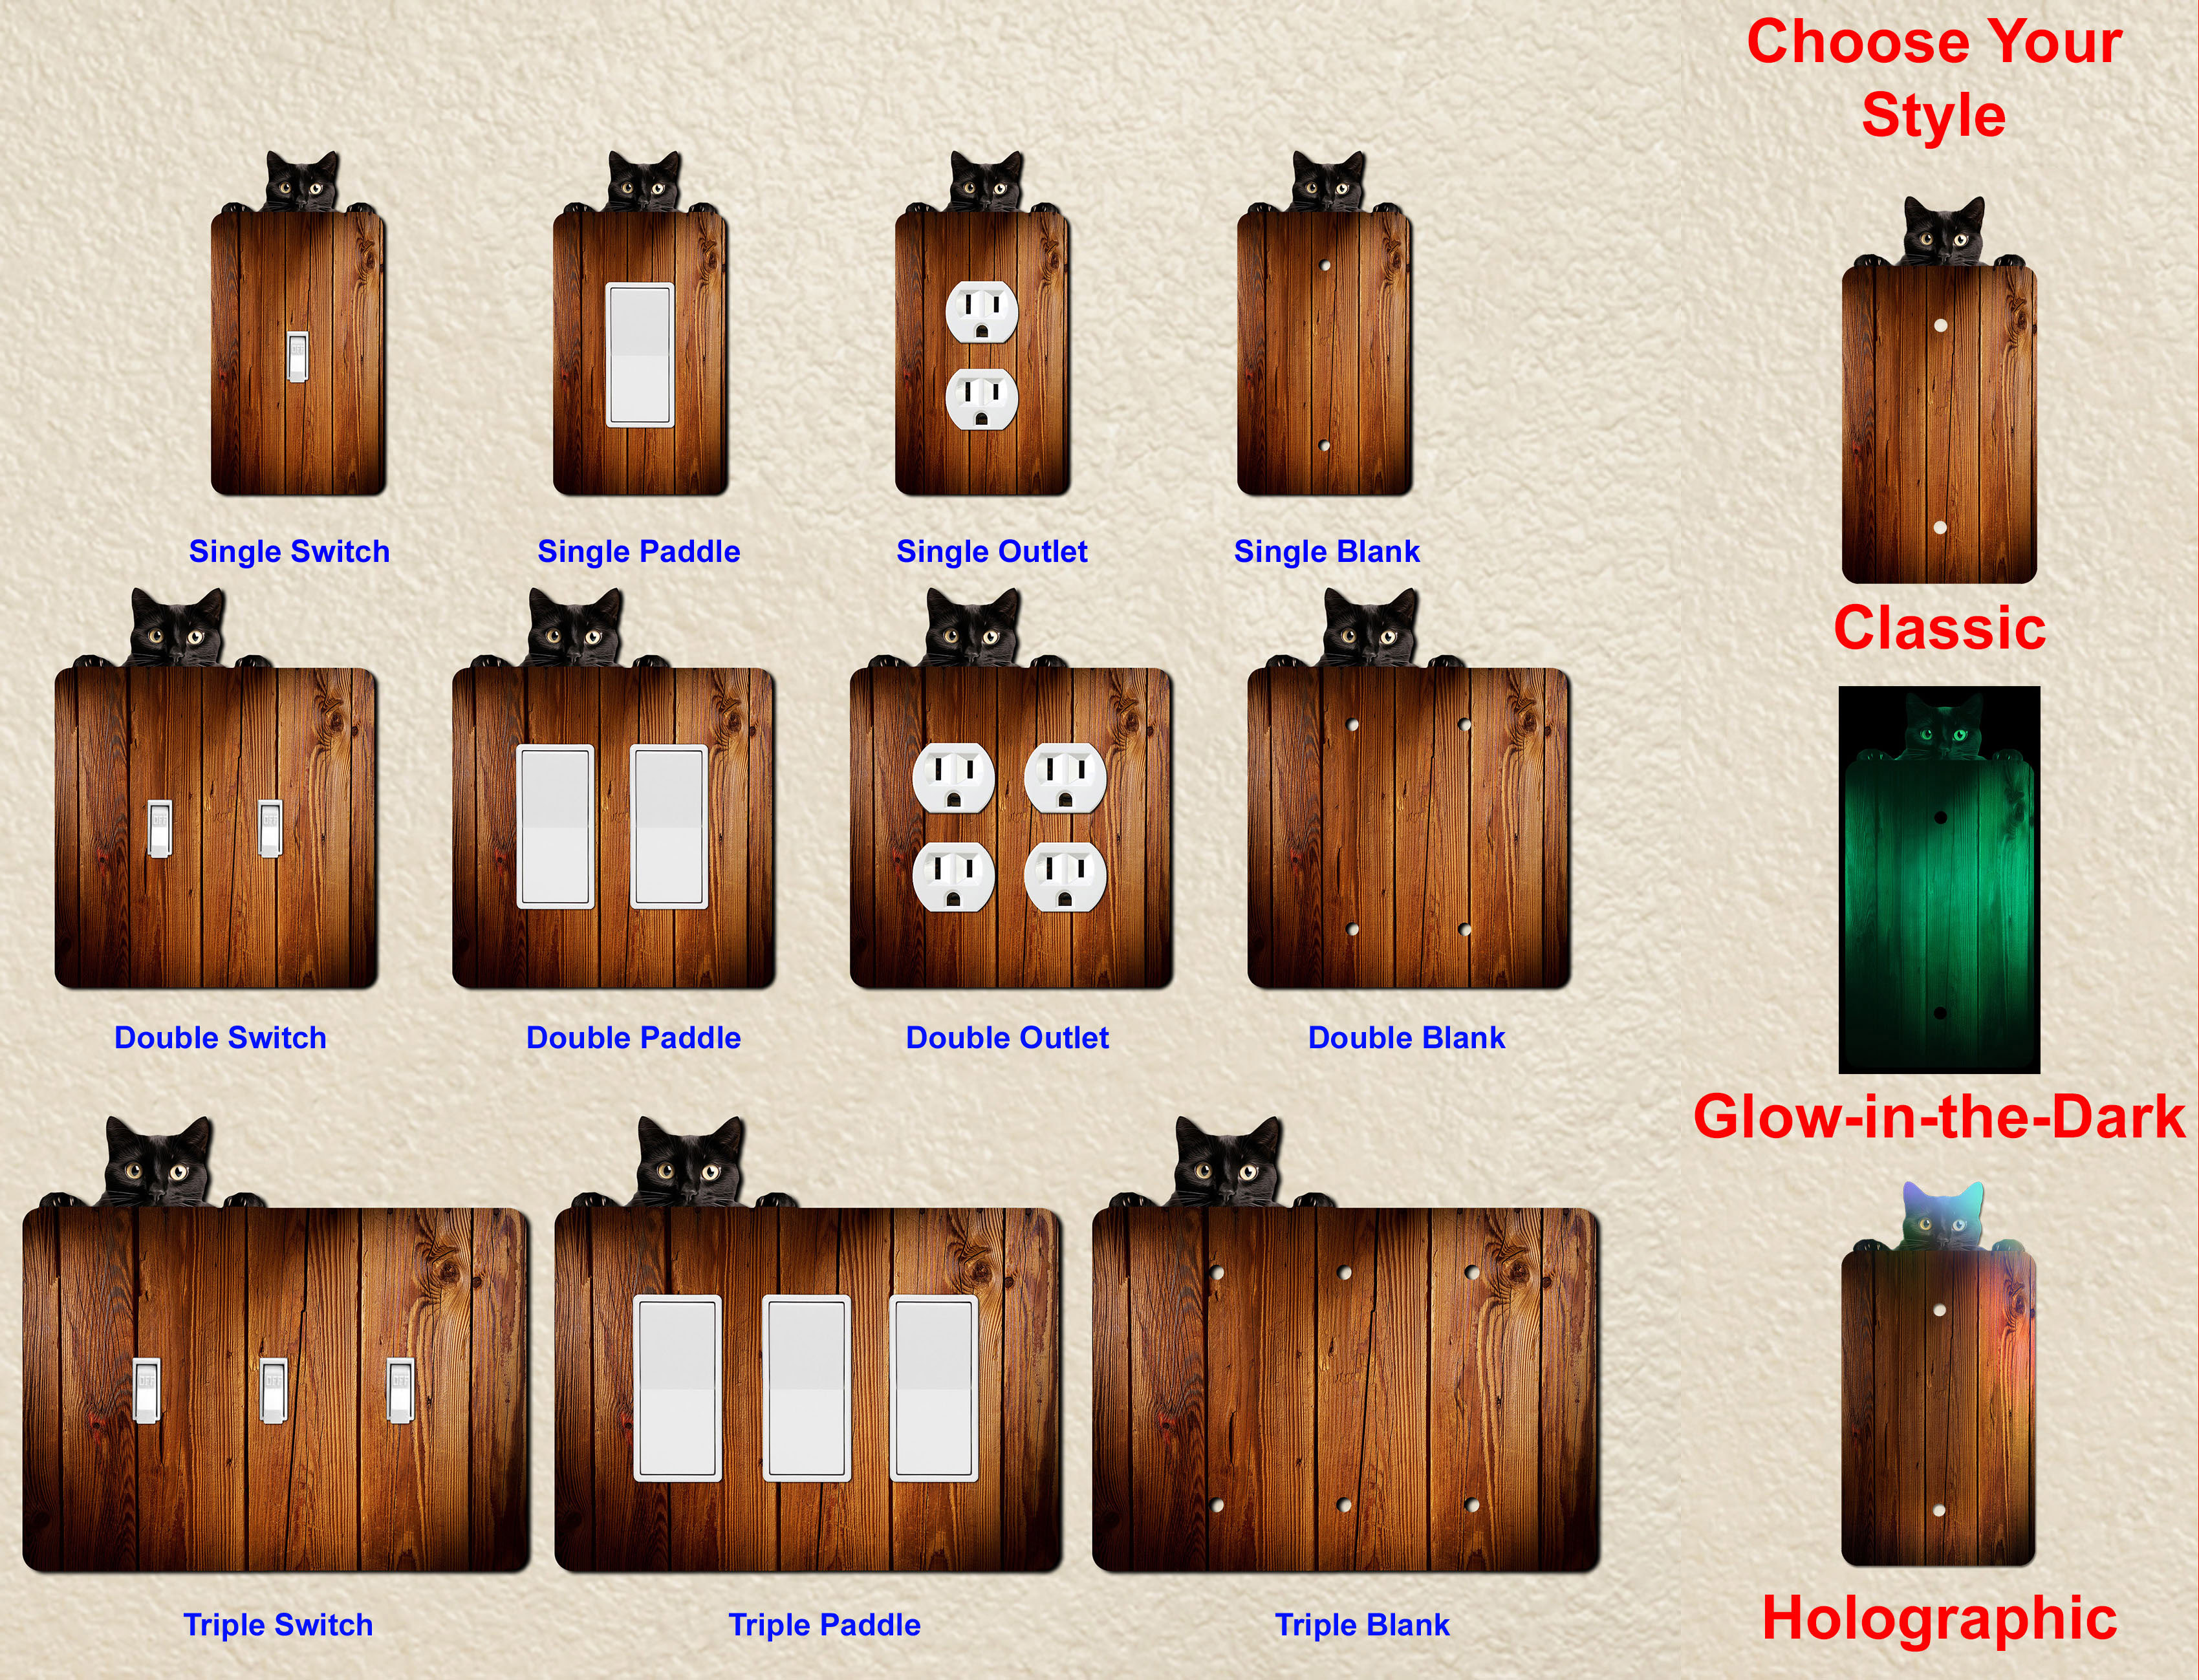 Choose Your
Style
Single Switch
Single Paddle
Single Outlet
Single Blank
Classic
Double Switch
Double Paddle
Double Outlet
Double Blank
Glow-in-the-Dark
Triple Switch
Triple Paddle
Triple Blank
Holographic